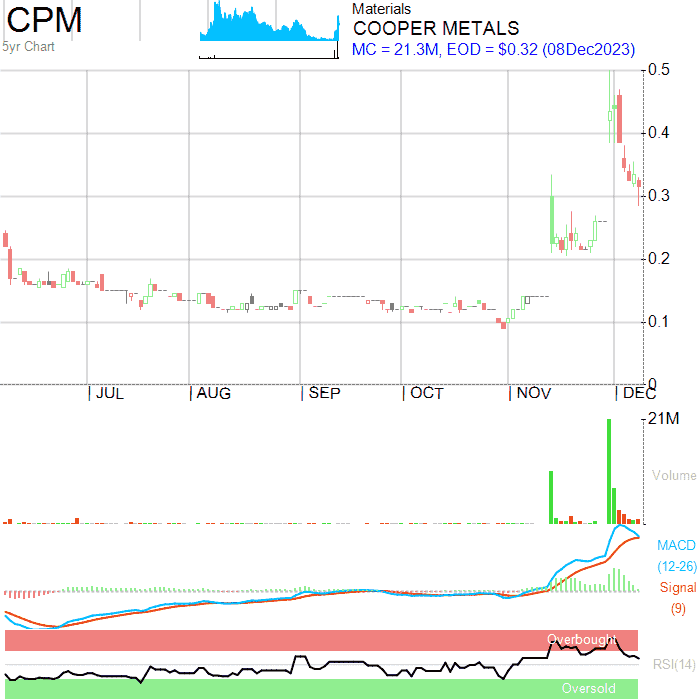 CPM
5yr Chart
Materials
COOPER METALS
MC = 21.3M, EOD = $0.32 (08Dec2023)
0.5
0.4
0.3
0.2
0.1
0
JUL AUG SEP OCT NOV DEC
21M
Volume
MACD
(12-26)
Signal
(9)
Overbought
RSI(14)
Oversold